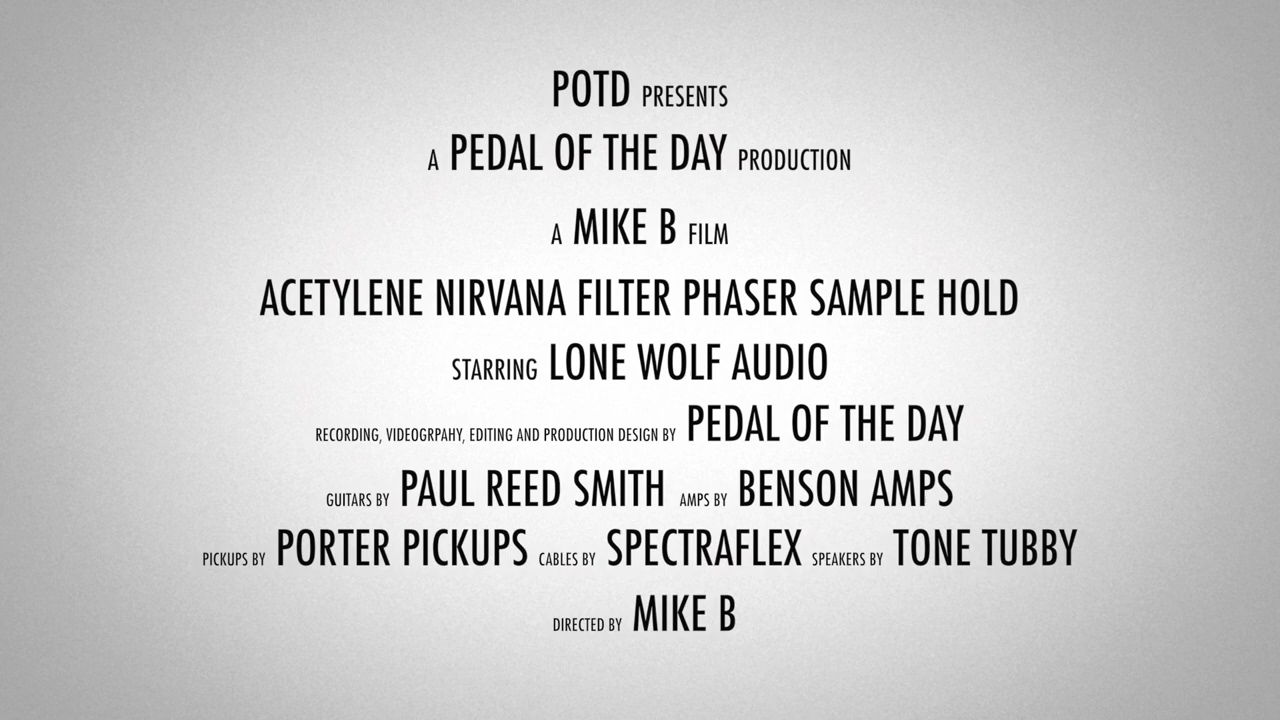 POTD PRESENTS
A PEDAL OF THE DAY PRODUCTION
A MIKE B FILM
ACETYLENE NIRVANA FILTER PHASER SAMPLE HOLD
STARRING LONE WOLF AUDIO
RECORDING, VIDEOGRPAHY, EDITING AND PRODUCTION DESIGN BY PEDAL OF THE DAY
GUITARS BY PAUL REED SMITH AMPS BY BENSON AMPS
PICKUPS BY PORTER PICKUPS CABLES BY SPECTRAFLEX SPEAKERS BY TONE TUBBY
DIRECTED BY MIKE B